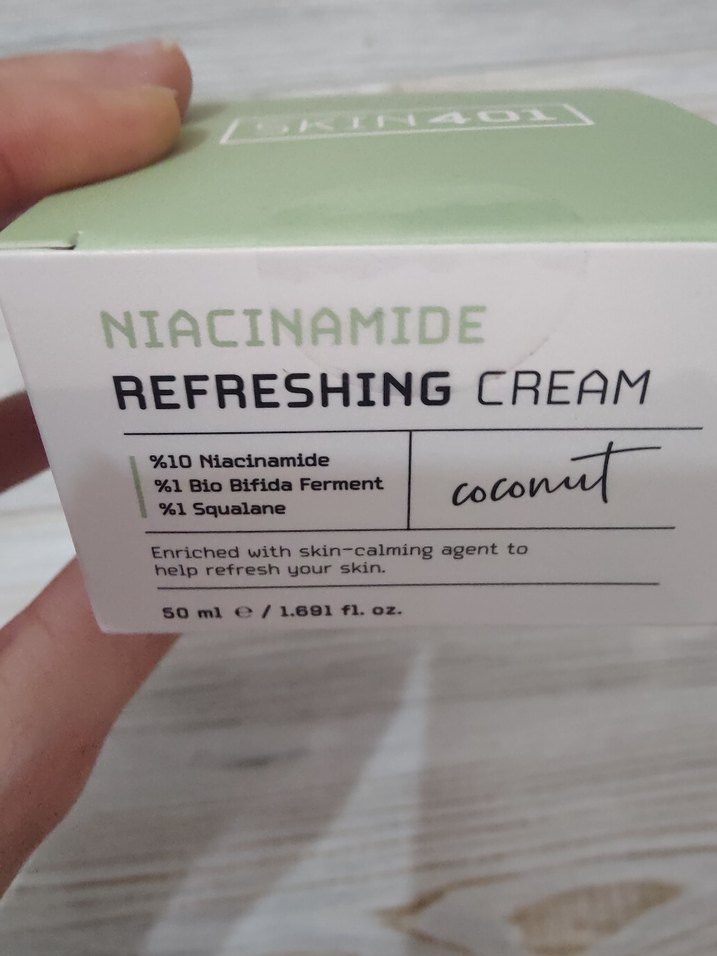 SKIN401
NIACINAMIDE
REFRESHING CREAM
%10 Niacinamide
%1 Bio Bifida Ferment
%1 Squalane
coconut
Enriched with skin-calming agent to
help refresh your skin.
50 ml ℮ / 1.691 fl. oz.